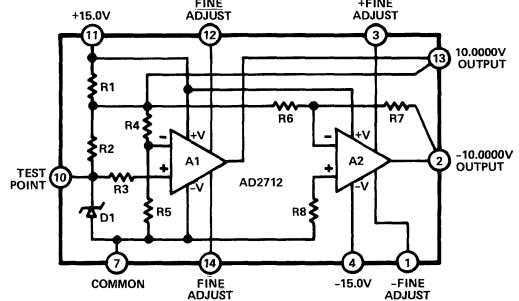 +15.0V
FINE
ADJUST
+FINE
ADJUST
11
12
3
13
10.0000V
OUTPUT
R1
R4
R6
R7
+V
+V
R2
A1
A2
TEST
POINT
10
R3
AD2712
2
-10.0000V
OUTPUT
-V
-V
D1
R5
R8
7
14
4
1
COMMON
FINE
ADJUST
-15.0V
-FINE
ADJUST